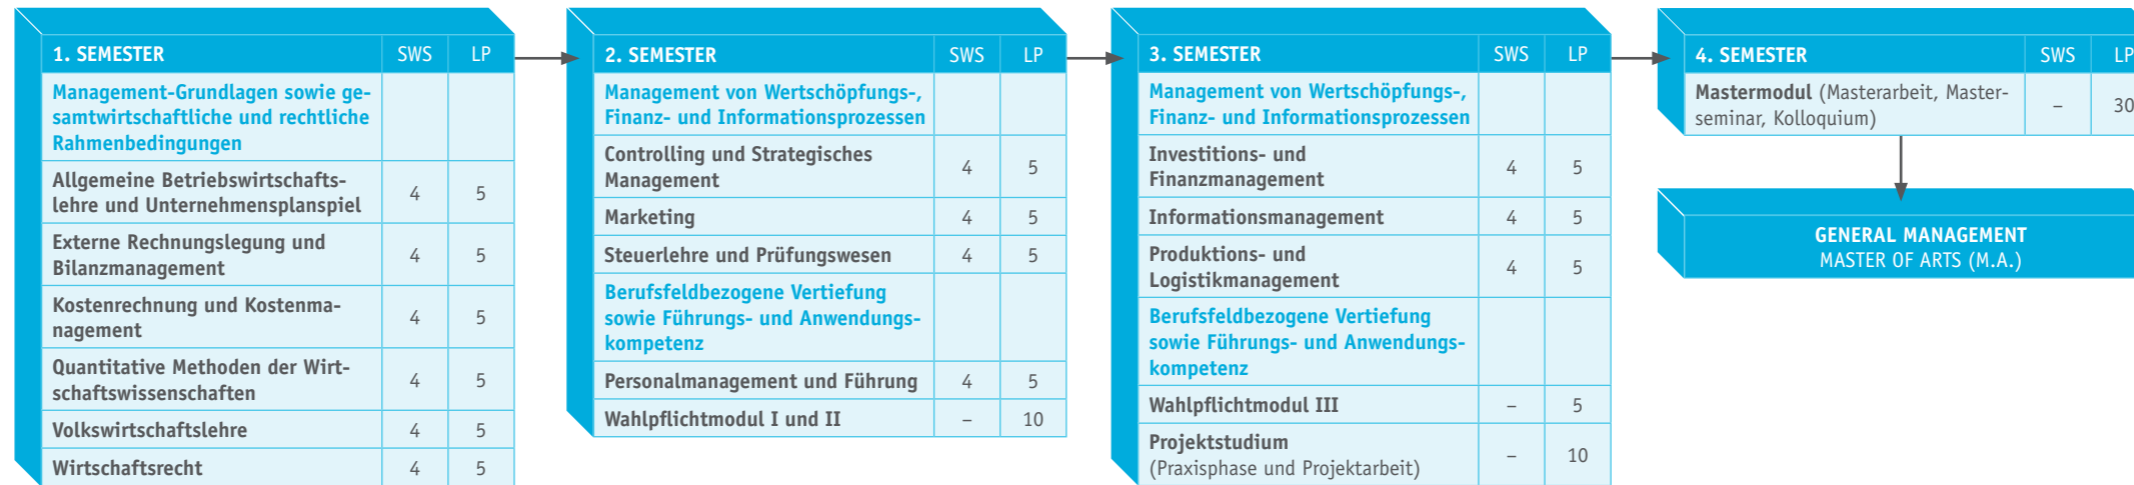 1. SEMESTER SWS LP
Management-Grundlagen sowie ge-
samtwirtschaftliche und rechtliche
Rahmenbedingungen
Allgemeine Betriebswirtschafts-
lehre und Unternehmensplanspiel 4 5
Externe Rechnungslegung und
Bilanzmanagement 4 5
Kostenrechnung und Kostenma-
nagement 4 5
Quantitative Methoden der Wirt-
schaftswissenschaften 4 5
Volkswirtschaftslehre 4 5
Wirtschaftsrecht 4 5
2. SEMESTER SWS LP
Management von Wertschöpfungs-,
Finanz- und Informationsprozessen
Controlling und Strategisches
Management 4 5
Marketing 4 5
Steuerlehre und Prüfungswesen 4 5
Berufsfeldbezogene Vertiefung
sowie Führungs- und Anwendungs-
kompetenz
Personalmanagement und Führung 4 5
Wahlpflichtmodul I und II – 10
3. SEMESTER SWS LP
Management von Wertschöpfungs-,
Finanz- und Informationsprozessen
Investitions- und
Finanzmanagement 4 5
Informationsmanagement 4 5
Produktions- und
Logistikmanagement 4 5
Berufsfeldbezogene Vertiefung
sowie Führungs- und Anwendungs-
kompetenz
Wahlpflichtmodul III – 5
Projektstudium
(Praxisphase und Projektarbeit) – 10
4. SEMESTER SWS LP
Mastermodul (Masterarbeit, Master-
seminar, Kolloquium) – 30
GENERAL MANAGEMENT
MASTER OF ARTS (M.A.)